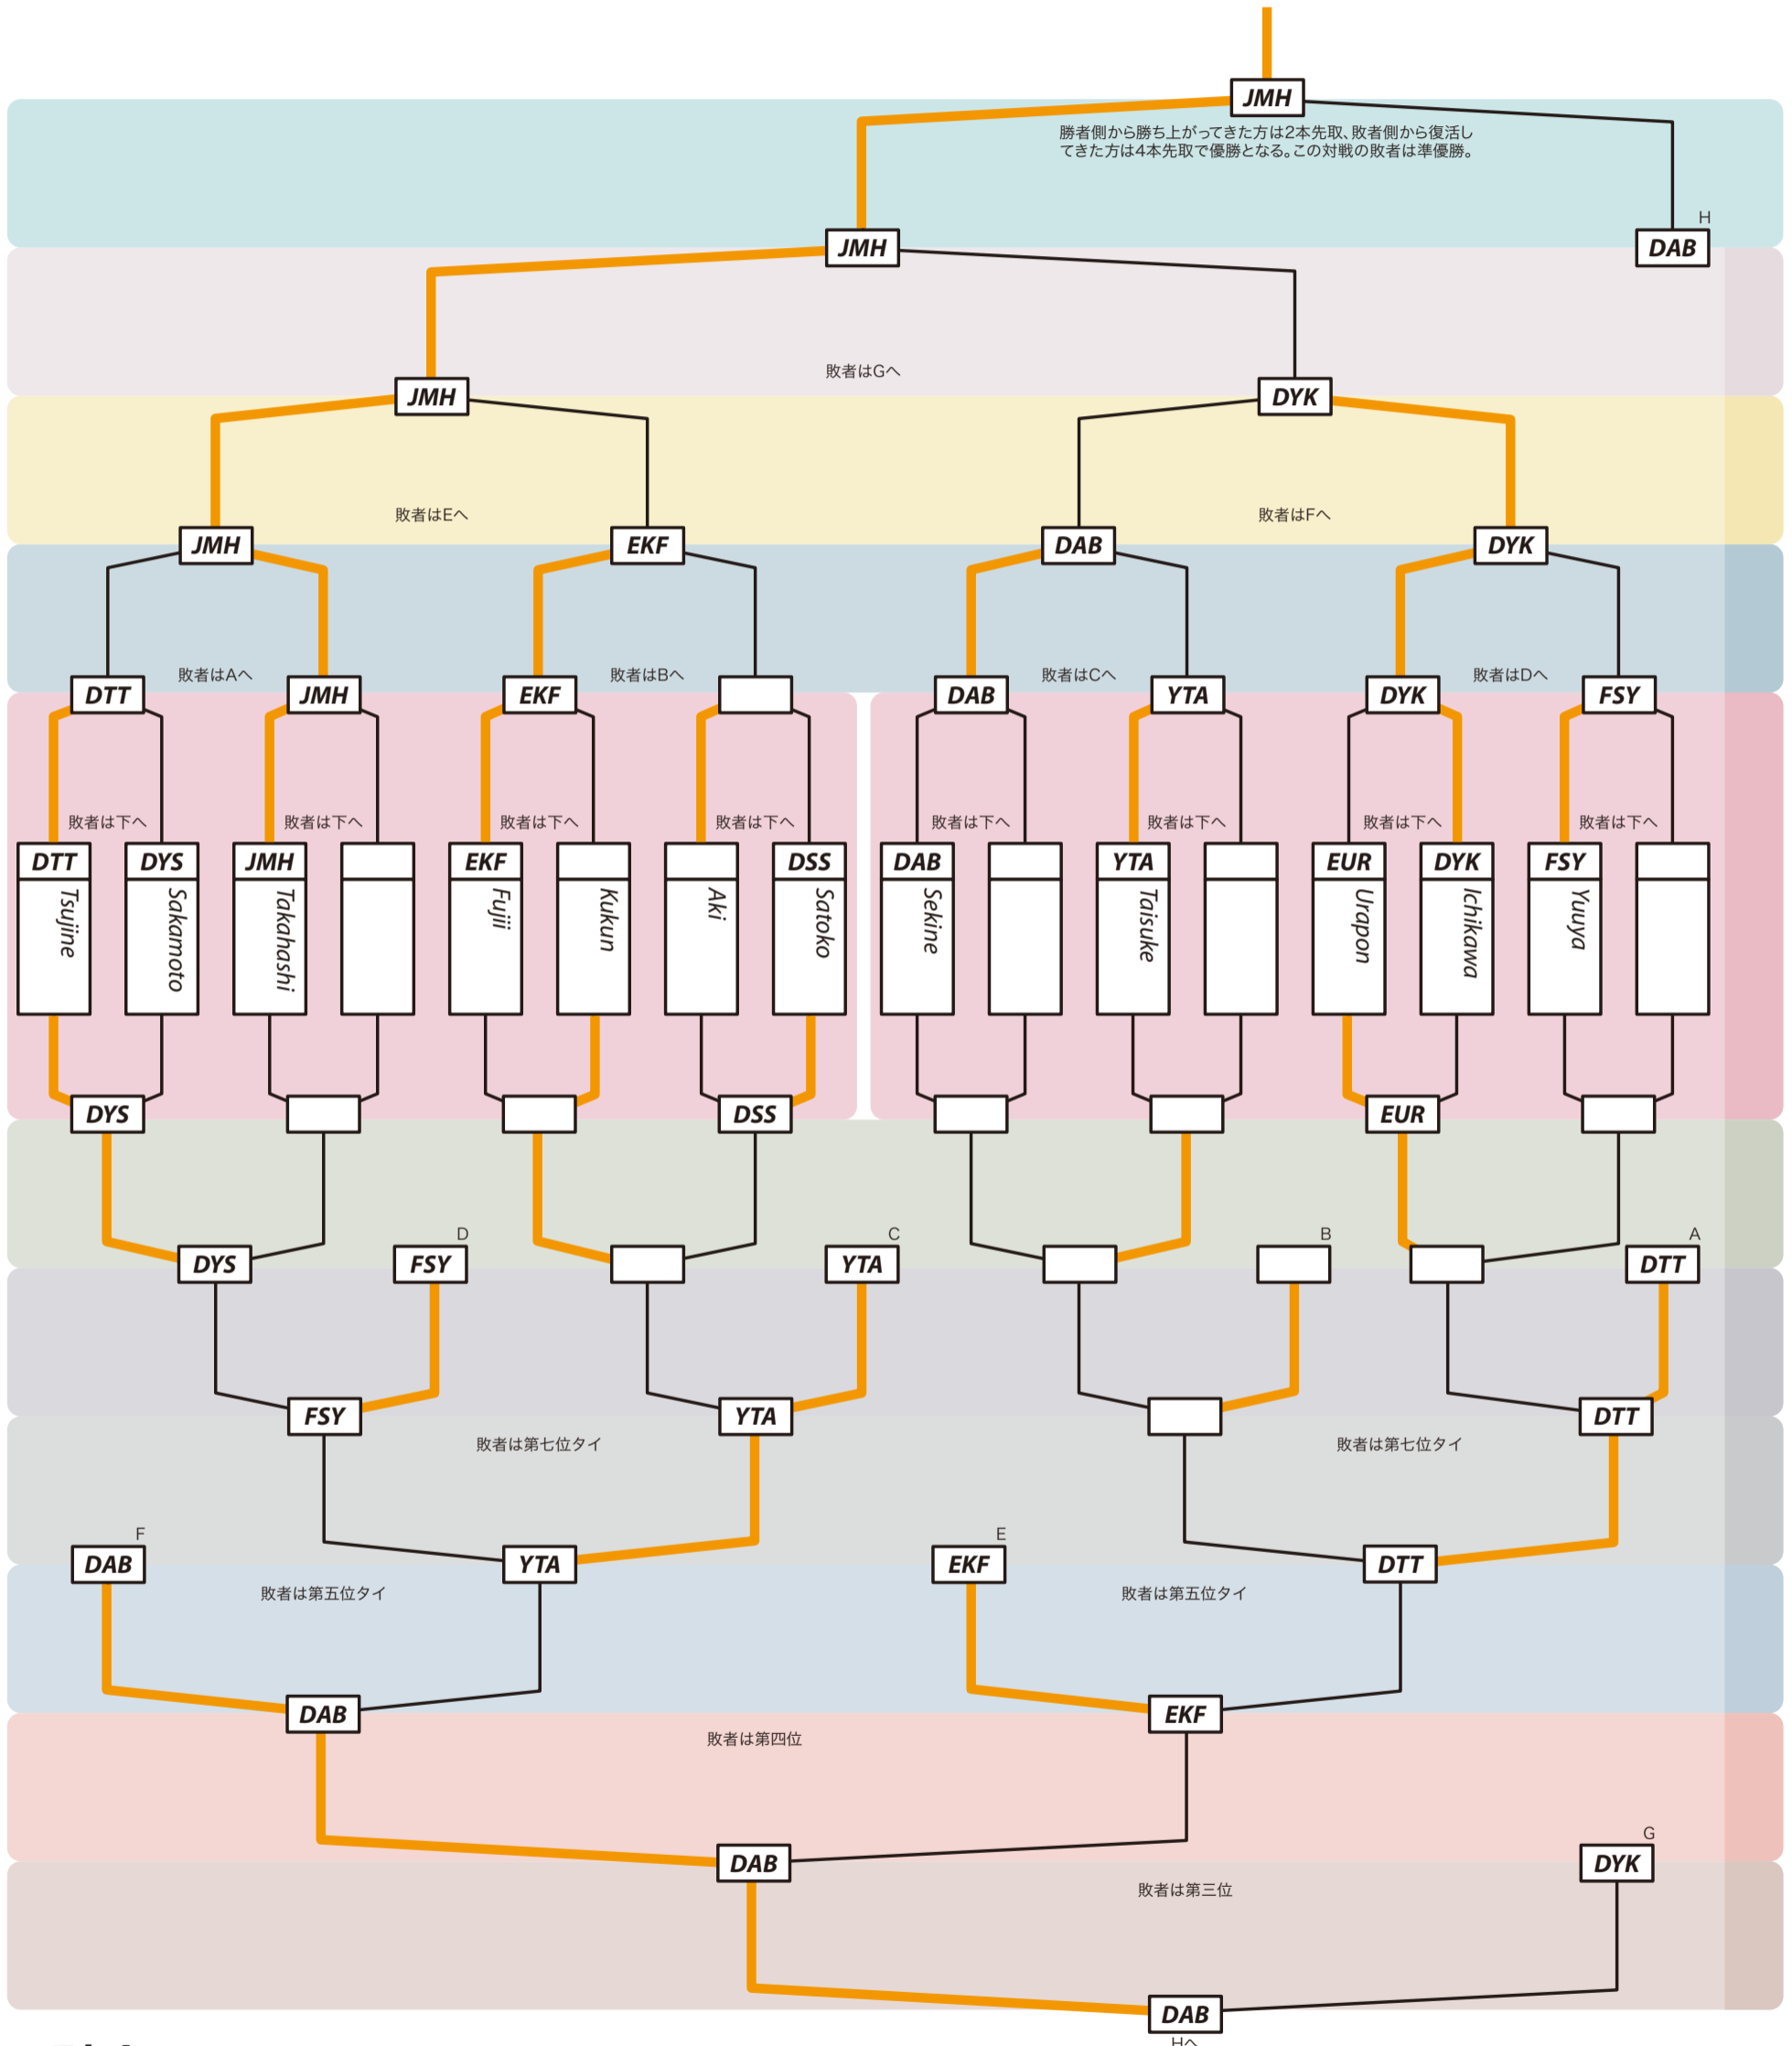 JMH
勝者側から勝ち上がってきた方は2本先取、敗者側から復活し
てきた方は4本先取で優勝となる。この対戦の敗者は準優勝。
H
JMH
DAB
敗者はGへ
JMH
DYK
敗者はEへ
敗者はFへ
JMH
EKF
DAB
DYK
敗者はAへ
敗者はBへ
敗者はCへ
敗者はDへ
DTT
JMH
EKF
DAB
YTA
DYK
FSY
敗者は下へ
敗者は下へ
敗者は下へ
敗者は下へ
敗者は下へ
敗者は下へ
敗者は下へ
敗者は下へ
DTT
DYS
JMH
EKF
DSS
DAB
YTA
EUR
DYK
FSY
Tsujine
Sakamoto
Takahashi
Fujii
Kukun
Aki
Satoko
Sekine
Taisuke
Urapon
Ichikawa
Yuuya
DYS
DSS
EUR
D
C
B
A
DYS
FSY
YTA
DTT
FSY
YTA
DTT
敗者は第七位タイ
敗者は第七位タイ
F
E
DAB
YTA
EKF
DTT
敗者は第五位タイ
敗者は第五位タイ
DAB
EKF
敗者は第四位
G
DAB
DYK
敗者は第三位
DAB
Hへ